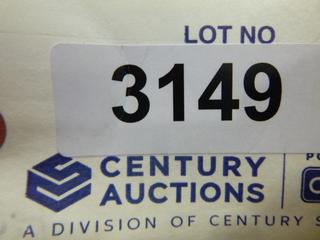 LOT NO
3149
CENTURY
AUCTIONS
A DIVISION OF CENTURY